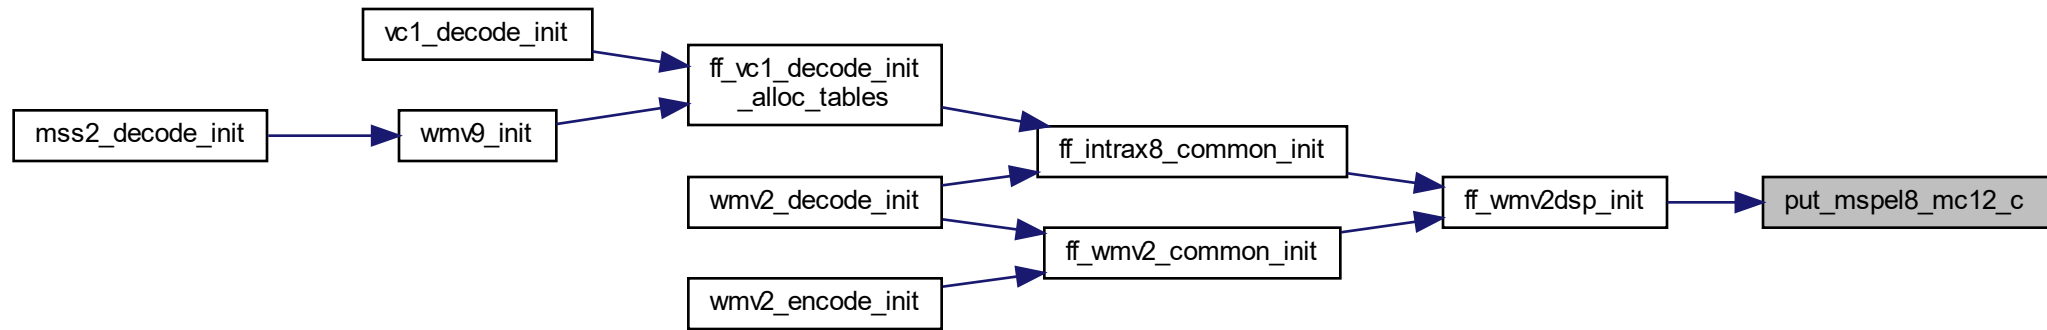 vc1_decode_init
mss2_decode_init
wmv9_init
ff_vc1_decode_init
_alloc_tables
wmv2_decode_init
wmv2_encode_init
ff_intrax8_common_init
ff_wmv2_common_init
ff_wmv2dsp_init
put_mspel8_mc12_c